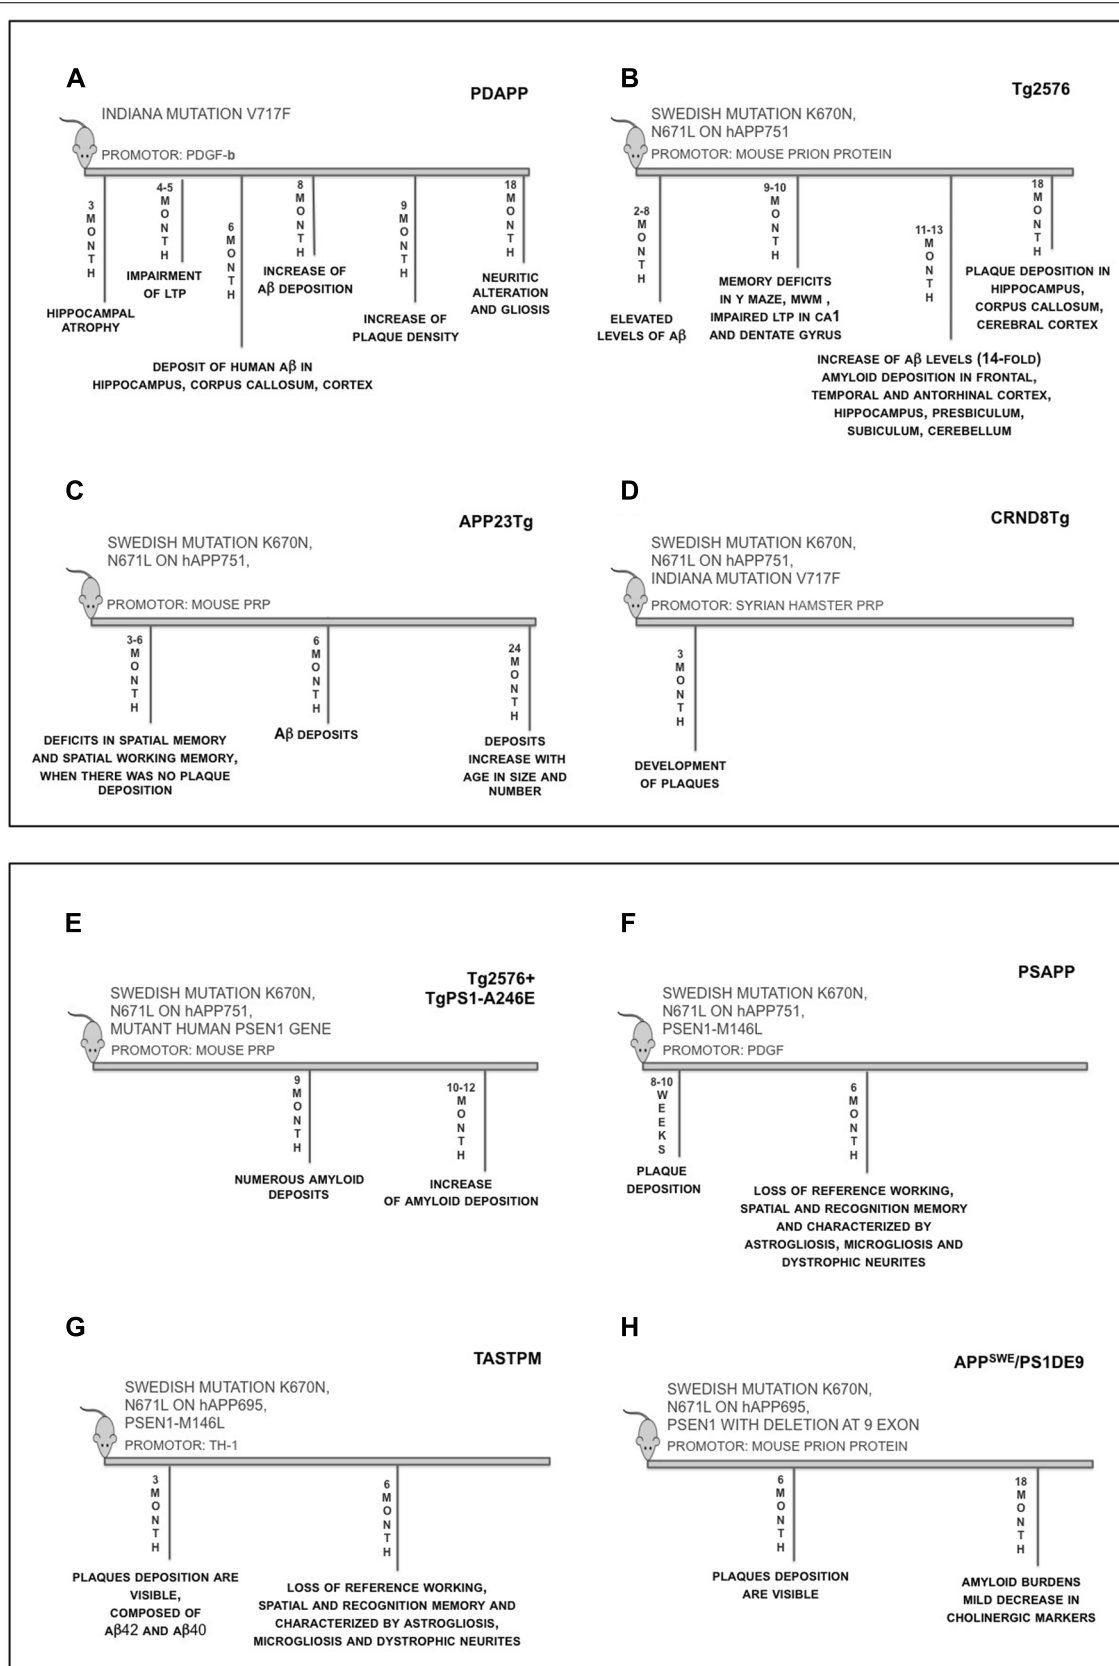 A
PDAPP
INDIANA MUTATION V717F
PROMOTOR: PDGF-b
3 MONTH
HIPPOCAMPAL
ATROPHY
4-5 MONTH
IMPAIRMENT
OF LTP
6 MONTH
DEPOSIT OF HUMAN Aβ IN
HIPPOCAMPUS, CORPUS CALLOSUM, CORTEX
8 MONTH
INCREASE OF
Aβ DEPOSITION
9 MONTH
INCREASE OF
PLAQUE DENSITY
18 MONTH
NEURITIC
ALTERATION
AND GLIOSIS
B
Tg2576
SWEDISH MUTATION K670N,
N671L ON hAPP751
PROMOTOR: MOUSE PRION PROTEIN
2-8 MONTH
ELEVATED
LEVELS OF Aβ
9-10 MONTH
MEMORY DEFICITS
IN Y MAZE, MWM ,
IMPAIRED LTP IN CA1
AND DENTATE GYRUS
11-13 MONTH
INCREASE OF Aβ LEVELS (14-FOLD)
AMYLOID DEPOSITION IN FRONTAL,
TEMPORAL AND ANTORHINAL CORTEX,
HIPPOCAMPUS, PRESBICULUM,
SUBICULUM, CEREBELLUM
18 MONTH
PLAQUE DEPOSITION IN
HIPPOCAMPUS,
CORPUS CALLOSUM,
CEREBRAL CORTEX
C
APP23Tg
SWEDISH MUTATION K670N,
N671L ON hAPP751,
PROMOTOR: MOUSE PRP
3-6 MONTH
DEFICITS IN SPATIAL MEMORY
AND SPATIAL WORKING MEMORY,
WHEN THERE WAS NO PLAQUE
DEPOSITION
6 MONTH
Aβ DEPOSITS
24 MONTH
DEPOSITS
INCREASE WITH
AGE IN SIZE AND
NUMBER
D
CRND8Tg
SWEDISH MUTATION K670N,
N671L ON hAPP751,
INDIANA MUTATION V717F
PROMOTOR: SYRIAN HAMSTER PRP
3 MONTH
DEVELOPMENT
OF PLAQUES
E
Tg2576+
TgPS1-A246E
SWEDISH MUTATION K670N,
N671L ON hAPP751,
MUTANT HUMAN PSEN1 GENE
PROMOTOR: MOUSE PRP
9 MONTH
NUMEROUS AMYLOID
DEPOSITS
10-12 MONTH
INCREASE
OF AMYLOID DEPOSITION
F
PSAPP
SWEDISH MUTATION K670N,
N671L ON hAPP751,
PSEN1-M146L
PROMOTOR: PDGF
8-10 WEEKS
PLAQUE
DEPOSITION
6 MONTH
LOSS OF REFERENCE WORKING,
SPATIAL AND RECOGNITION MEMORY
AND CHARACTERIZED BY
ASTROGLIOSIS, MICROGLIOSIS AND
DYSTROPHIC NEURITES
G
TASTPM
SWEDISH MUTATION K670N,
N671L ON hAPP695,
PSEN1-M146L
PROMOTOR: TH-1
3 MONTH
PLAQUES DEPOSITION ARE
VISIBLE,
COMPOSED OF
Aβ42 AND Aβ40
6 MONTH
LOSS OF REFERENCE WORKING,
SPATIAL AND RECOGNITION MEMORY AND
CHARACTERIZED BY ASTROGLIOSIS,
MICROGLIOSIS AND DYSTROPHIC NEURITES
H
APPSWE/PS1DE9
SWEDISH MUTATION K670N,
N671L ON hAPP695,
PSEN1 WITH DELETION AT 9 EXON
PROMOTOR: MOUSE PRION PROTEIN
6 MONTH
PLAQUES DEPOSITION
ARE VISIBLE
18 MONTH
AMYLOID BURDENS
MILD DECREASE IN
CHOLINERGIC MARKERS